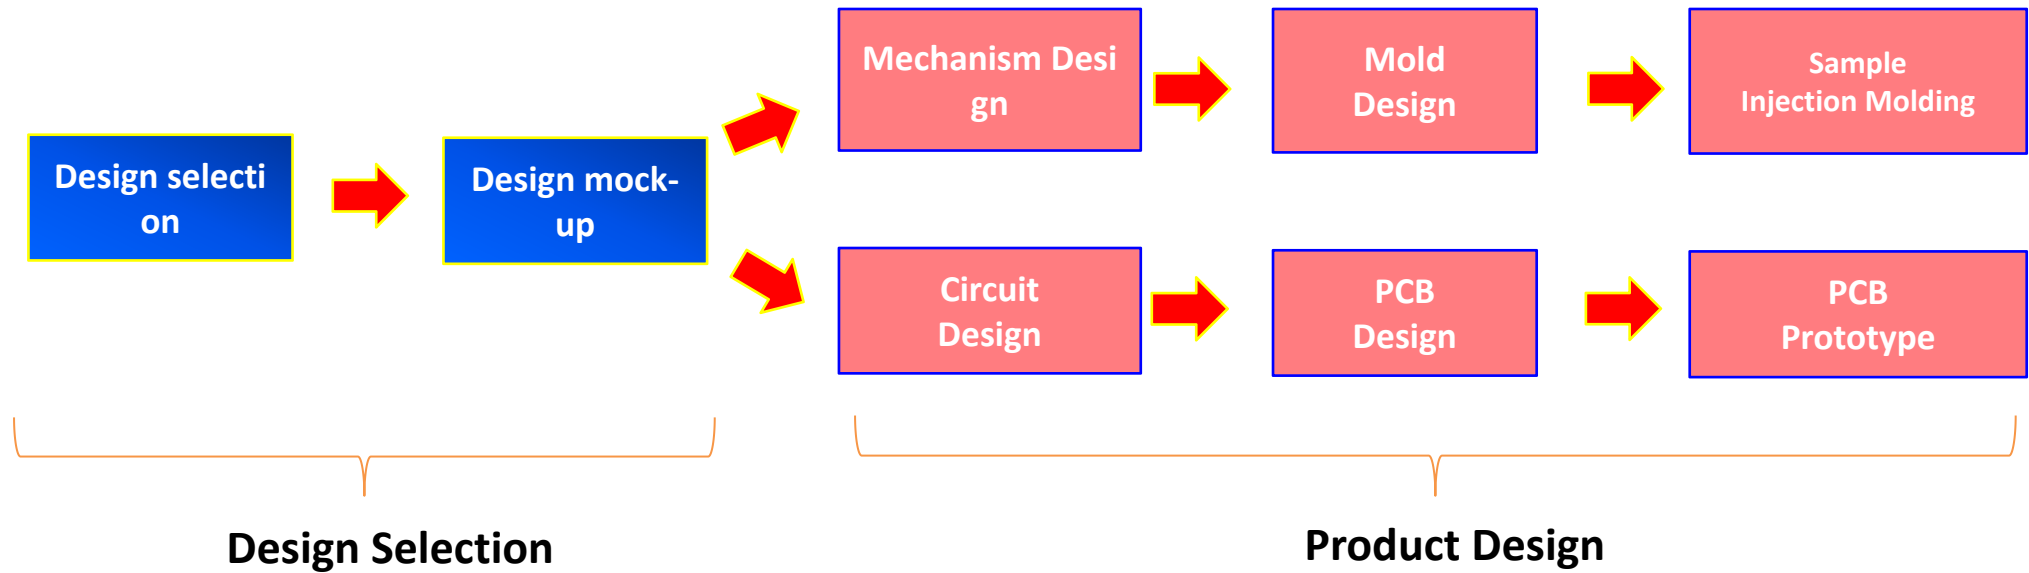 Design selecti
on
Design mock-
up
Mechanism Desi
gn
Mold
Design
Sample
Injection Molding
Circuit
Design
PCB
Design
PCB
Prototype
Design Selection
Product Design